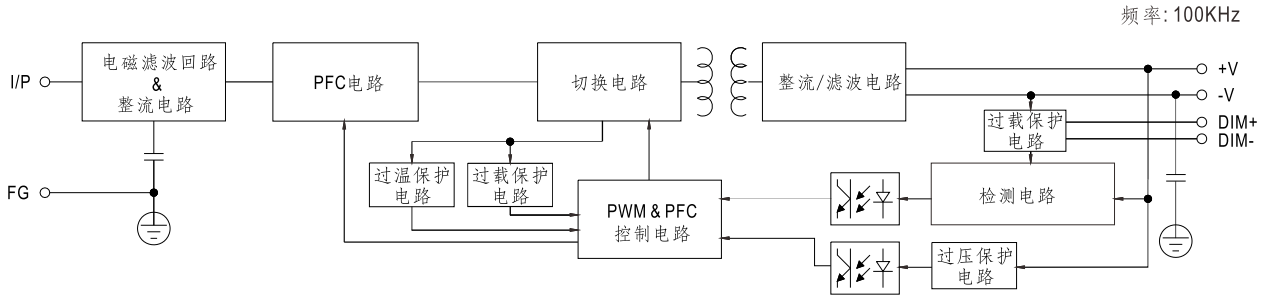 频率: 100KHz
I/P
电磁滤波回路
&
整流电路
PFC电路
切换电路
整流/滤波电路
+V
-V
DIM+
DIM-
过载保护
电路
FG
过温保护
电路
过载保护
电路
PWM & PFC
控制电路
检测电路
过压保护
电路